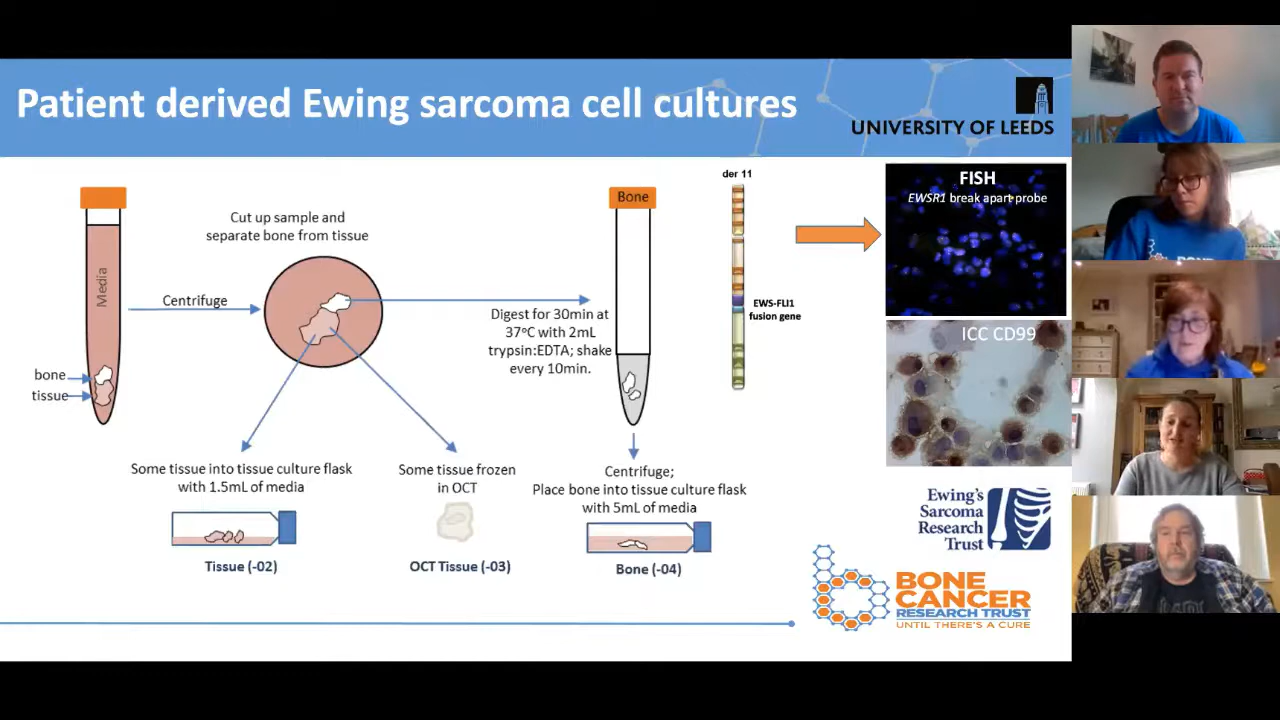 Patient derived Ewing sarcoma cell cultures
UNIVERSITY OF LEEDS
Media
bone
tissue
Centrifuge
Cut up sample and
separate bone from tissue
Digest for 30min at
37°C with 2mL
trypsin:EDTA; shake
every 10min.
Bone
der 11
EWS-FLI1
fusion gene
FISH
EWSR1 break apart probe
ICC CD99
Some tissue into tissue culture flask
with 1.5mL of media
Tissue (-02)
Some tissue frozen
in OCT
OCT Tissue (-03)
Centrifuge;
Place bone into tissue culture flask
with 5mL of media
Bone (-04)
Ewing's
Sarcoma
Research
Trust
BONE
CANCER
RESEARCH TRUST
UNTIL THERE'S A CURE